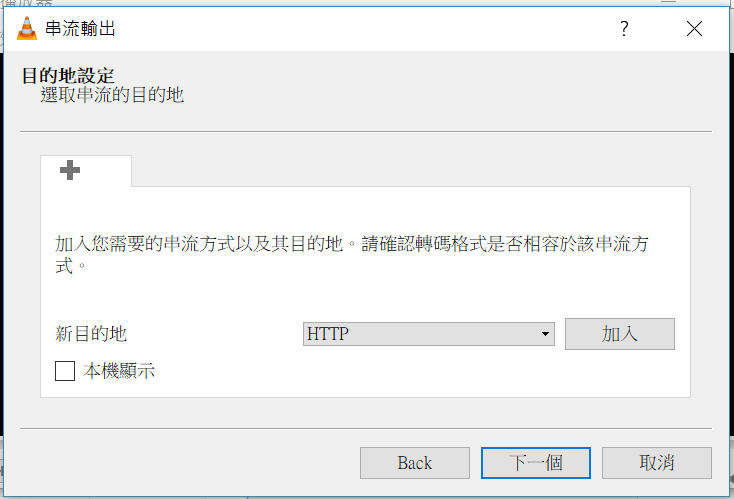 串流輸出
?
目的地設定
選取串流的目的地
加入您需要的串流方式以及其目的地。請確認轉碼格式是否相容於該串流方
式。
新目的地
HTTP
加入
本機顯示
Back
下一個
取消